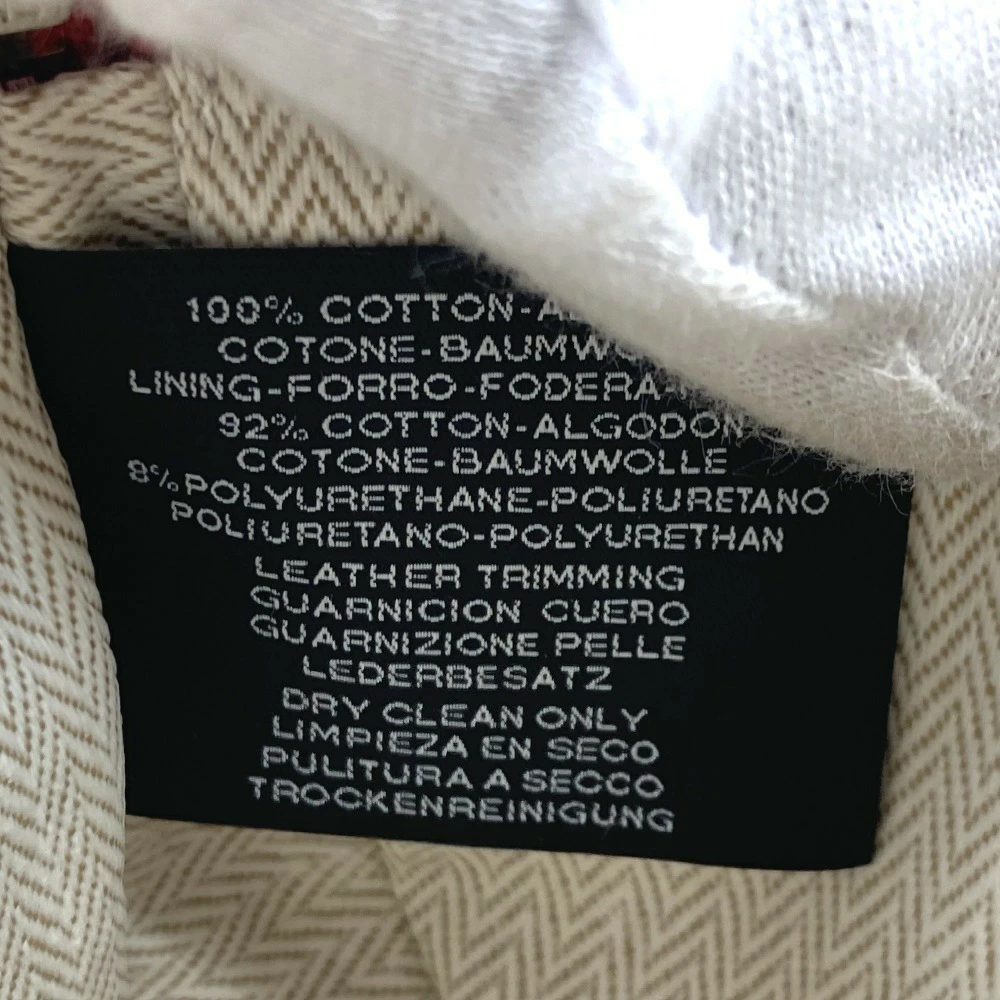 100% COTTON-
COTONE-
LINING-FORRO-FODERA
92% COTTON-ALGODON
COTONE-BAUMWOLLE
8% POLYURETHANE-POLIURETANO
POLIURETANO-POLYURETHAN
LEATHER TRIMMING
GUARNICION CUERO
GUARNIZIONE PELLE
LEDERBESATZ
DRY CLEAN ONLY
LIMPIEZA EN SECO
PULITURA A SECCO
TROCKENREINIGUNG